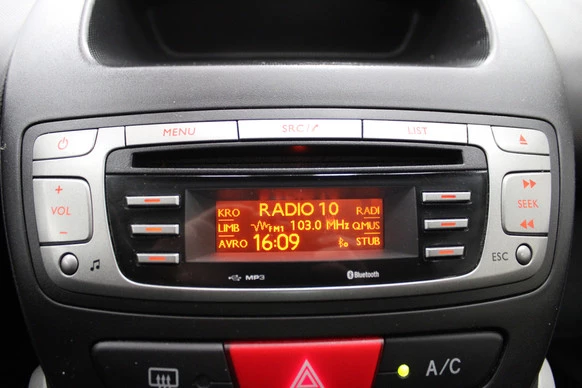 MENU SRC/ LIST
+
VOL
−
SEEK
KRO RADIO 10 RADI
LIMB FM1 103.0 MHz QMUS
AVRO 16:09 STUB
ESC
MP3 Bluetooth
A/C